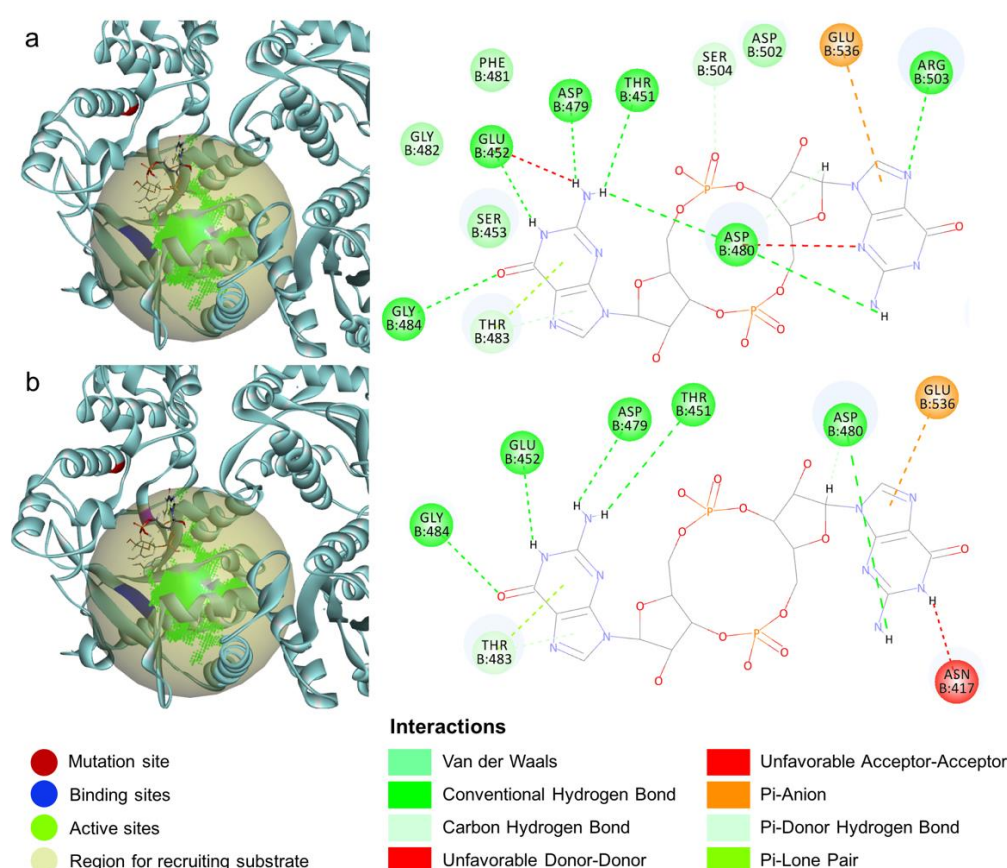 a
PHE
B:481
GLY
B:482
GLU
B:452
SER
B:453
GLY
B:484
THR
B:483
ASP
B:479
THR
B:451
SER
B:504
ASP
B:502
GLU
B:536
ARG
B:503
ASP
B:480
H
H
H
H
H
N
N
N
N
N
N
N
N
N
N
O
O
O
O
O
O
O
O
O
O
O
O
O
O
P
P
b
GLY
B:484
GLU
B:452
ASP
B:479
THR
B:451
THR
B:483
ASP
B:480
GLU
B:536
ASN
B:417
H
H
H
H
H
H
N
N
N
N
N
N
N
N
N
N
O
O
O
O
O
O
O
O
O
O
O
O
O
O
P
P
Mutation site
Binding sites
Active sites
Region for recruiting substrate
Interactions
Van der Waals
Conventional Hydrogen Bond
Carbon Hydrogen Bond
Unfavorable Donor-Donor
Unfavorable Acceptor-Acceptor
Pi-Anion
Pi-Donor Hydrogen Bond
Pi-Lone Pair